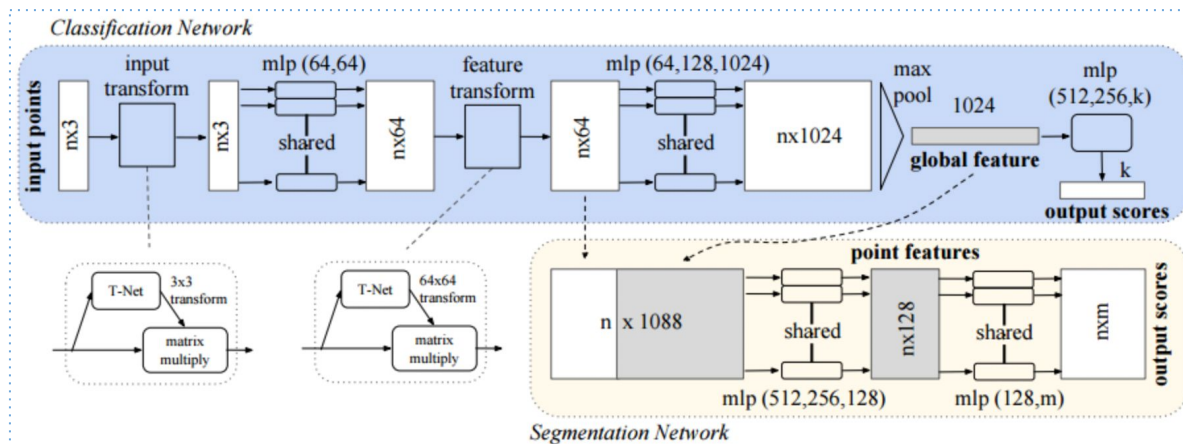 Classification Network
input points
nx3
input
transform
nx3
mlp (64,64)
shared
nx64
feature
transform
nx64
mlp (64,128,1024)
shared
nx1024
max
pool
1024
global feature
mlp
(512,256,k)
k
output scores
T-Net
3x3
transform
matrix
multiply
T-Net
64x64
transform
matrix
multiply
point features
n x 1088
shared
mlp (512,256,128)
nx128
shared
mlp (128,m)
nxm
output scores
Segmentation Network